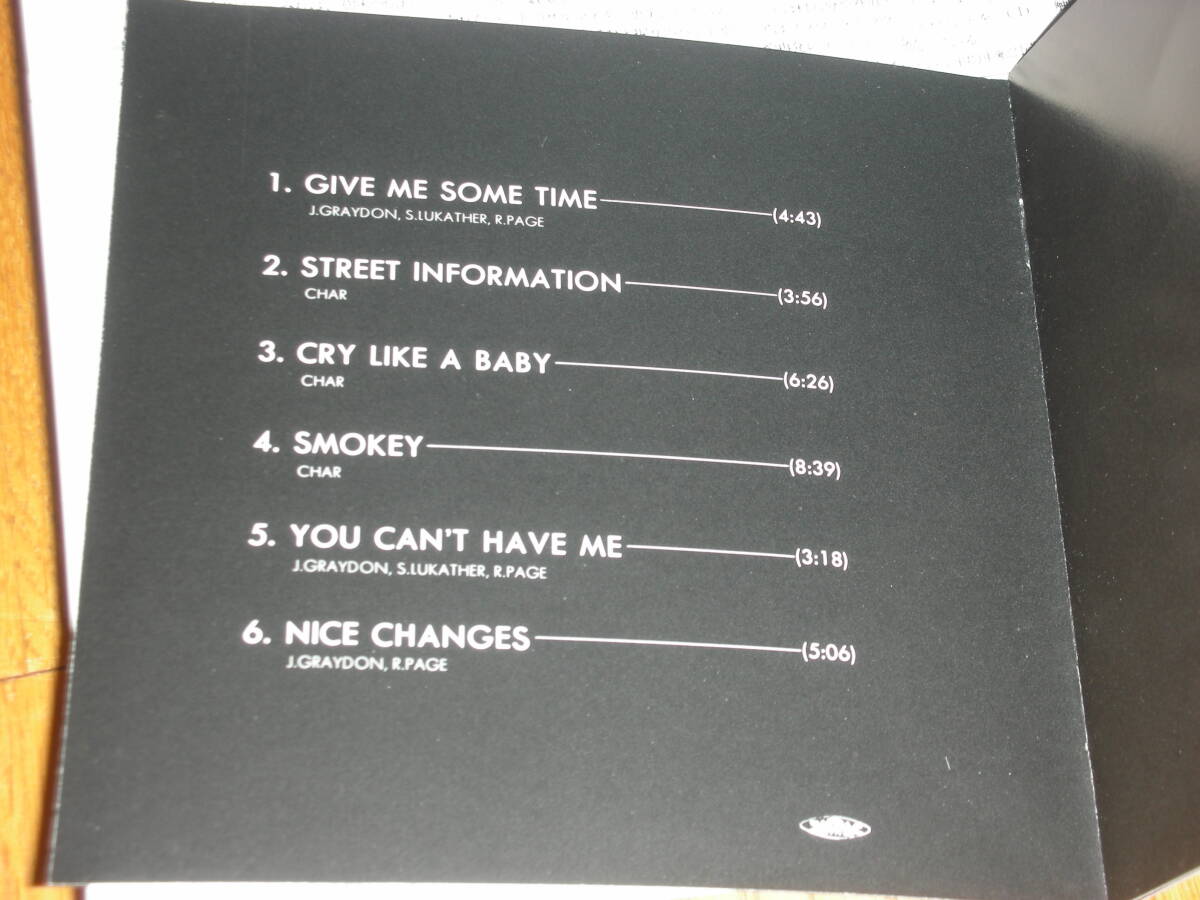 1. GIVE ME SOME TIME (4:43)
J.GRAYDON, S.LUKATHER, R.PAGE
2. STREET INFORMATION (3:56)
CHAR
3. CRY LIKE A BABY (6:26)
CHAR
4. SMOKEY (8:39)
CHAR
5. YOU CAN'T HAVE ME (3:18)
J.GRAYDON, S.LUKATHER, R.PAGE
6. NICE CHANGES (5:06)
J.GRAYDON, R.PAGE